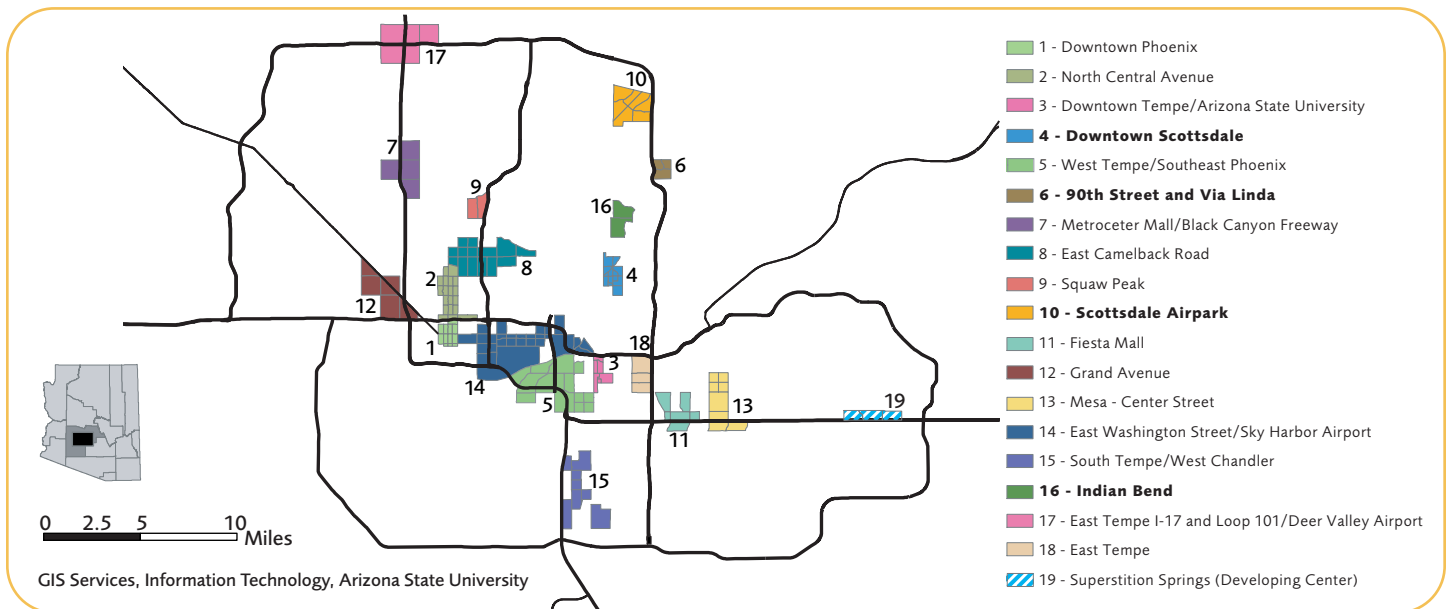 17
10
7
6
9
16
8
2
4
12
1
18
3
14
5
13
19
11
15
0 2.5 5 10
Miles
GIS Services, Information Technology, Arizona State University
1 - Downtown Phoenix
2 - North Central Avenue
3 - Downtown Tempe/Arizona State University
4 - Downtown Scottsdale
5 - West Tempe/Southeast Phoenix
6 - 90th Street and Via Linda
7 - Metroceter Mall/Black Canyon Freeway
8 - East Camelback Road
9 - Squaw Peak
10 - Scottsdale Airpark
11 - Fiesta Mall
12 - Grand Avenue
13 - Mesa - Center Street
14 - East Washington Street/Sky Harbor Airport
15 - South Tempe/West Chandler
16 - Indian Bend
17 - East Tempe I-17 and Loop 101/Deer Valley Airport
18 - East Tempe
19 - Superstition Springs (Developing Center)